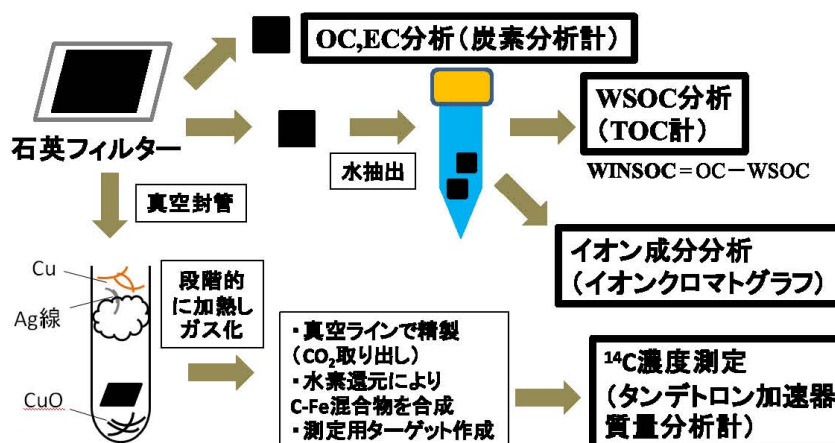 OC,EC分析(炭素分析計)
石英フィルター
水抽出
WSOC分析
(TOC計)
WINSOC=OC-WSOC
イオン成分分析
(イオンクロマトグラフ)
真空封管
Cu
Ag線
CuO
段階的
に加熱し
ガス化
・真空ラインで精製
(CO₂取り出し)
・水素還元により
C-Fe混合物を合成
・測定用ターゲット作成
¹⁴C濃度測定
(タンデトロン加速器
質量分析計)